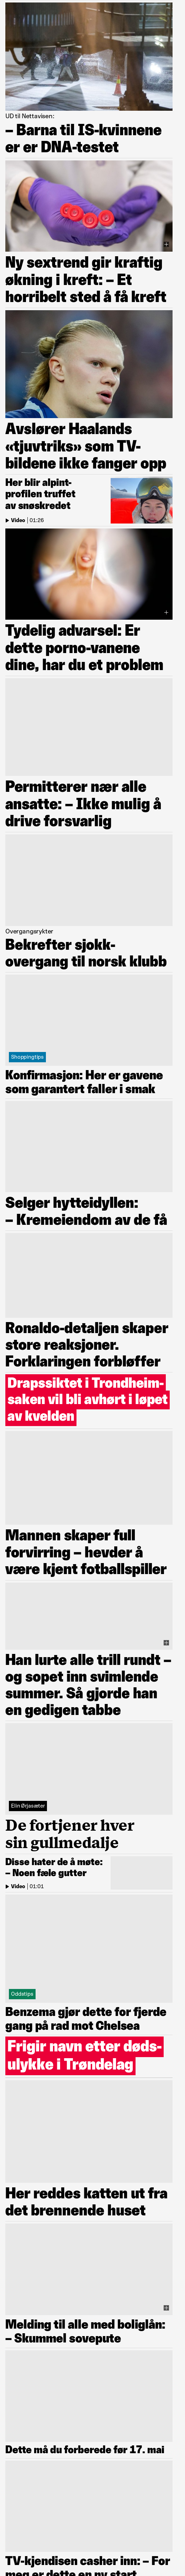 UD til Nettavisen:
– Barna til IS-kvinnene
er er DNA-testet
Ny sextrend gir kraftig
økning i kreft: – Et
horribelt sted å få kreft
Avslører Haalands
«tjuvtriks» som TV-
bildene ikke fanger opp
Her blir alpint-
profilen truffet
av snøskredet
Video | 01:26
Tydelig advarsel: Er
dette porno-vanene
dine, har du et problem
Permitterer nær alle
ansatte: – Ikke mulig å
drive forsvarlig
Overgangsrykter
Bekrefter sjokk-
overgang til norsk klubb
Shoppingtips
Konfirmasjon: Her er gavene
som garantert faller i smak
Selger hytteidyllen:
– Kremeiendom av de få
Ronaldo-detaljen skaper
store reaksjoner.
Forklaringen forbløffer
Drapssiktet i Trondheim-
saken vil bli avhørt i løpet
av kvelden
Mannen skaper full
forvirring – hevder å
være kjent fotballspiller
Han lurte alle trill rundt –
og sopet inn svimlende
summer. Så gjorde han
en gedigen tabbe
Elin Ørjasæter
De fortjener hver
sin gullmedalje
Disse hater de å møte:
– Noen fæle gutter
Video | 01:01
Oddstips
Benzema gjør dette for fjerde
gang på rad mot Chelsea
Frigir navn etter døds-
ulykke i Trøndelag
Her reddes katten ut fra
det brennende huset
Melding til alle med boliglån:
– Skummel sovepute
Dette må du forberede før 17. mai
TV-kjendisen casher inn: – For
meg er dette en ny start